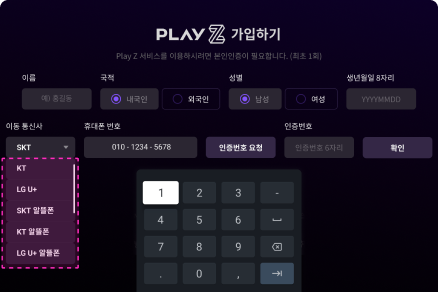 PLAY Z 가입하기
Play Z 서비스를 이용하시려면 본인인증이 필요합니다. (최초 1회)
이름 국적 성별 생년월일 8자리
예) 홍길동 내국인 외국인 남성 여성 YYYYMMDD
이동 통신사 휴대폰 번호 인증번호
SKT 010 - 1234 - 5678 인증번호 요청 인증번호 6자리 확인
KT
LG U+
SKT 알뜰폰
KT 알뜰폰
LG U+ 알뜰폰
1 2 3 -
4 5 6
7 8 9
. 0 ,